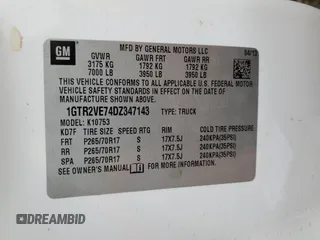 GM
MFD BY GENERAL MOTORS LLC
04/13
GVWR GAWR FRT GAWR RR
3175 KG 1792 KG 1792 KG
7000 LB 3950 LB 3950 LB
THIS VEHICLE CONFORMS TO ALL APPLICABLE U.S. FEDERAL MOTOR
VEHICLE SAFETY STANDARDS IN EFFECT ON THE DATE OF
MANUFACTURE SHOWN ABOVE.
1GTR2VE74DZ347143 TYPE: TRUCK
MODEL: K10753
KD7F TIRE SIZE SPEED RTG RIM COLD TIRE PRESSURE
FRT P265/70R17 S 17X7.5J 240KPA(35PSI)
RR P265/70R17 S 17X7.5J 240KPA(35PSI)
SPA P265/70R17 S 17X7.5J 240KPA(35PSI)
SEE OWNER'S MANUAL
DREAMBID